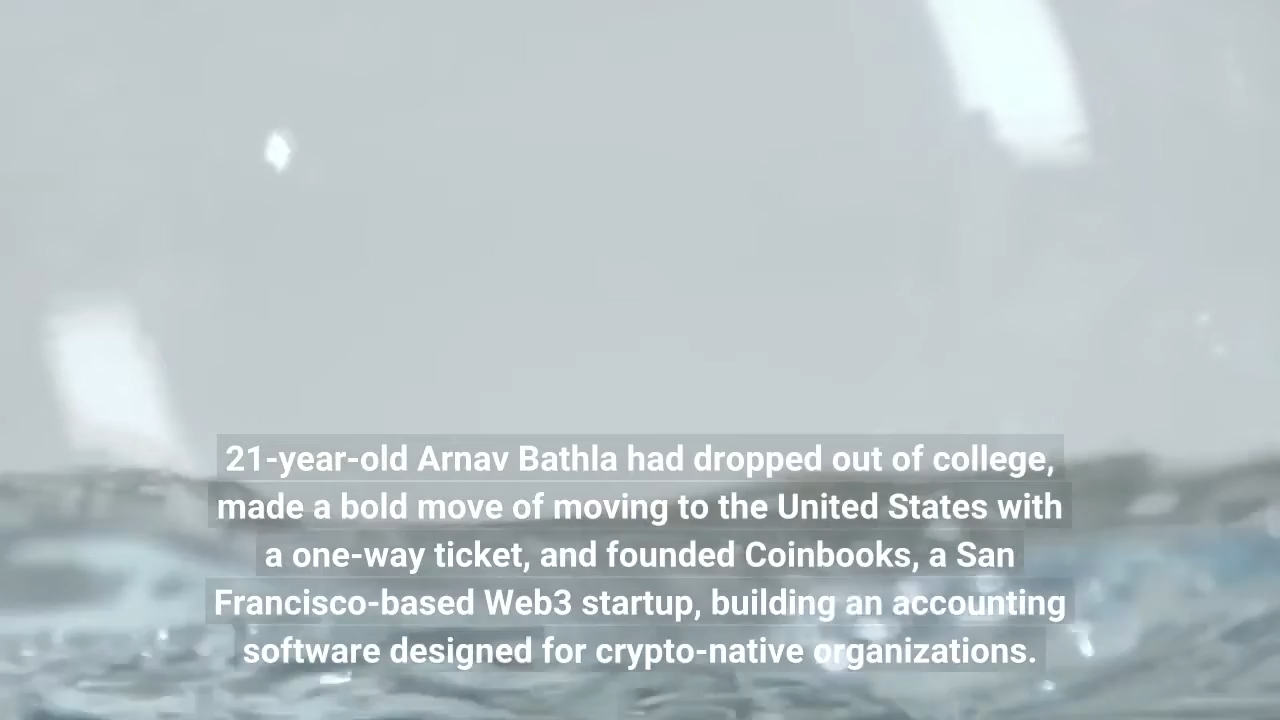 21-year-old Arnav Bathla had dropped out of college,
made a bold move of moving to the United States with
a one-way ticket, and founded Coinbooks, a San
Francisco-based Web3 startup, building an accounting
software designed for crypto-native organizations.